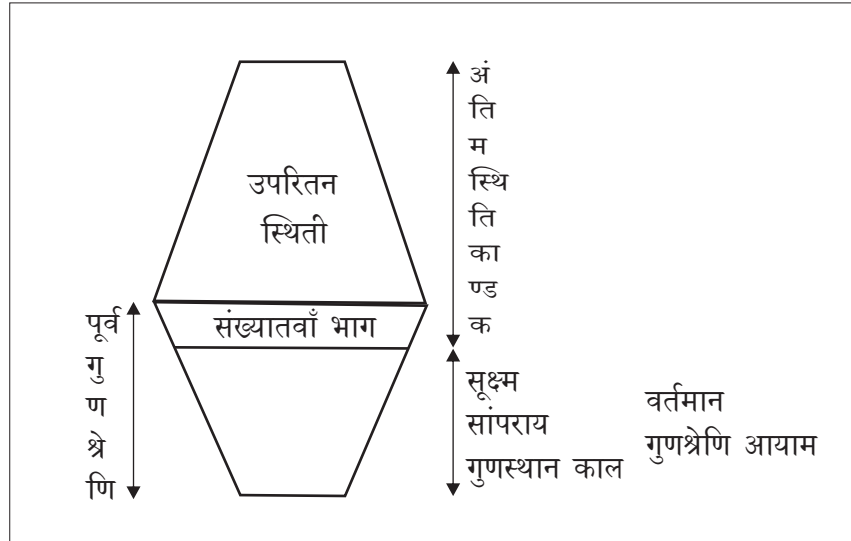 उपरितन
स्थिती
संख्यातवाँ भाग
पूर्व
गु
ण
श्रे
णि
अं
ति
म
स्थि
ति
का
ण्ड
क
सूक्ष्म
सांपराय
गुणस्थान काल
वर्तमान
गुणश्रेणि आयाम